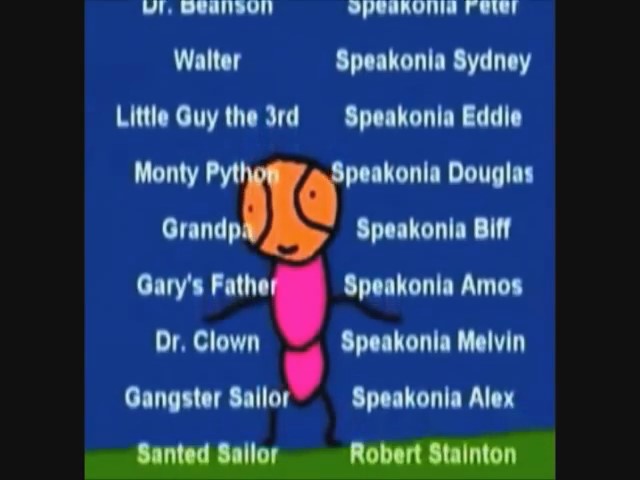 Dr. Beanson Speakonia Peter
Walter Speakonia Sydney
Little Guy the 3rd Speakonia Eddie
Monty Python Speakonia Douglas
Grandpa Speakonia Biff
Gary's Father Speakonia Amos
Dr. Clown Speakonia Melvin
Gangster Sailor Speakonia Alex
Santed Sailor Robert Stainton